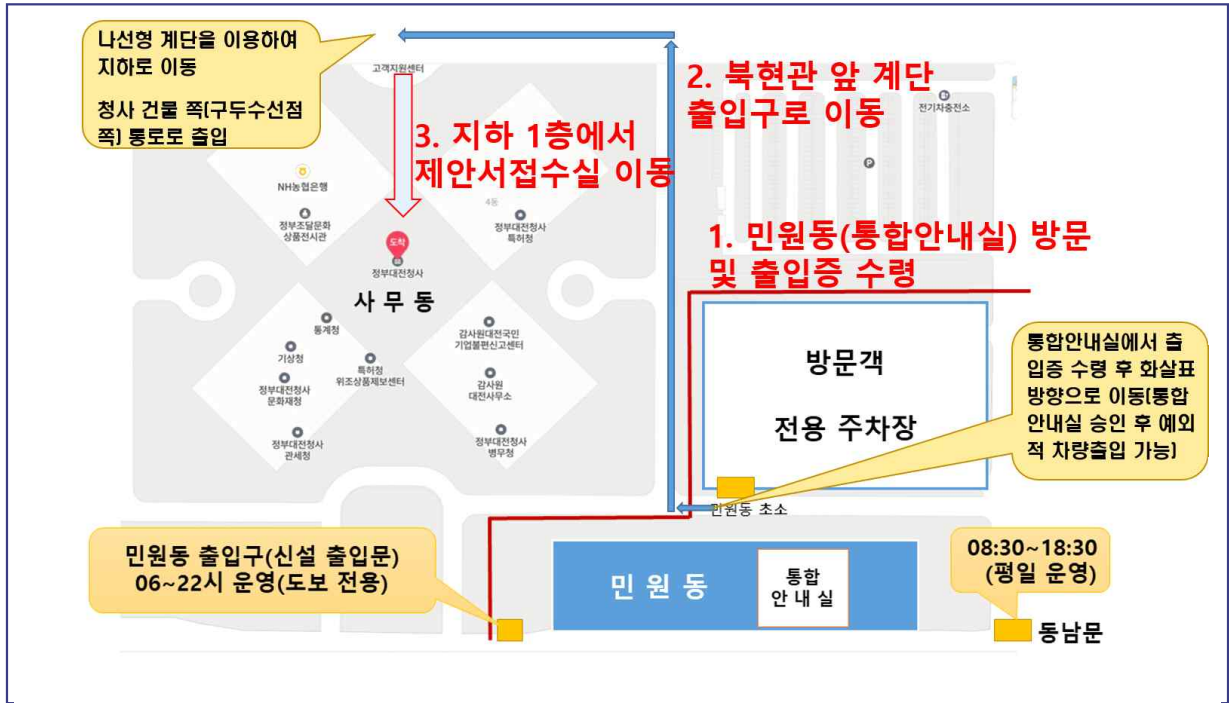 나선형 계단을 이용하여
지하로 이동
청사 건물 쪽(구두수선점
쪽) 통로로 출입
고객지원센터
2. 북현관 앞 계단
출입구로 이동
전기차충전소
P
3. 지하 1층에서
제안서접수실 이동
NH농협은행
4동
정부조달문화
상품전시관
정부대전청사
특허청
도착
정부대전청사
사 무 동
1. 민원동(통합안내실) 방문
및 출입증 수령
통계청
감사원대전국민
기업불편신고센터
기상청
특허청
위조상품제보센터
정부대전청사
문화재청
감사원
대전사무소
정부대전청사
관세청
정부대전청사
병무청
방문객
전용 주차장
통합안내실에서 출
입증 수령 후 화살표
방향으로 이동(통합
안내실 승인 후 예외
적 차량출입 가능)
민원동 초소
민원동 출입구(신설 출입문)
06~22시 운영(도보 전용)
민 원 동
통합
안 내 실
08:30~18:30
(평일 운영)
동남문